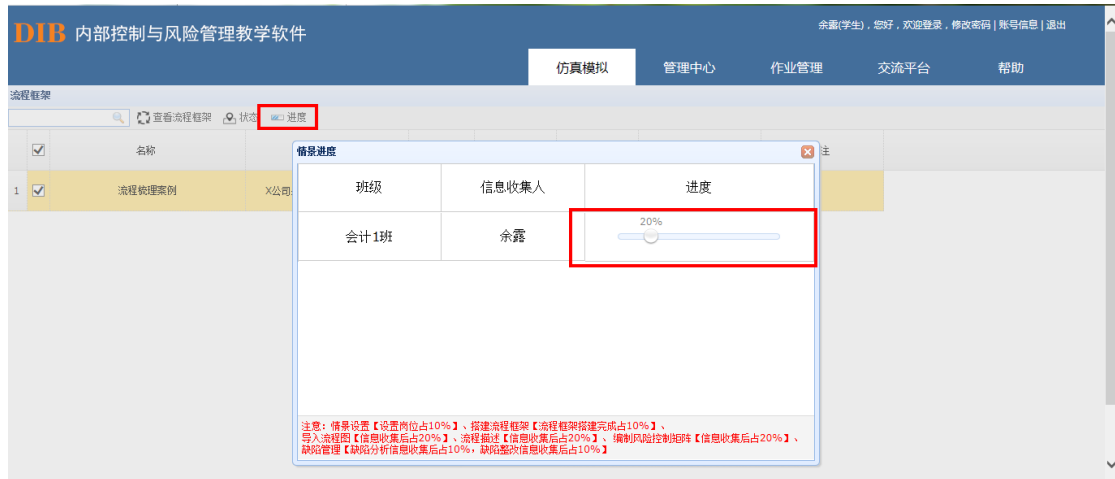 DIB 内部控制与风险管理教学软件
余露(学生)，您好，欢迎登录，修改密码 | 账号信息 | 退出
仿真模拟 管理中心 作业管理 交流平台 帮助
流程框架
查看流程框架 状态 进度
名称 注
1 流程梳理案例 X公司
情景进度
班级 信息收集人 进度
会计1班 余露 20%
注意：情景设置【设置岗位占10%】、搭建流程框架【流程框架搭建完成占10%】、
导入流程图【信息收集后占20%】、流程描述【信息收集后占20%】、编制风险控制矩阵【信息收集后占20%】、
缺陷管理【缺陷分析信息收集后占10%，缺陷整改信息收集后占10%】